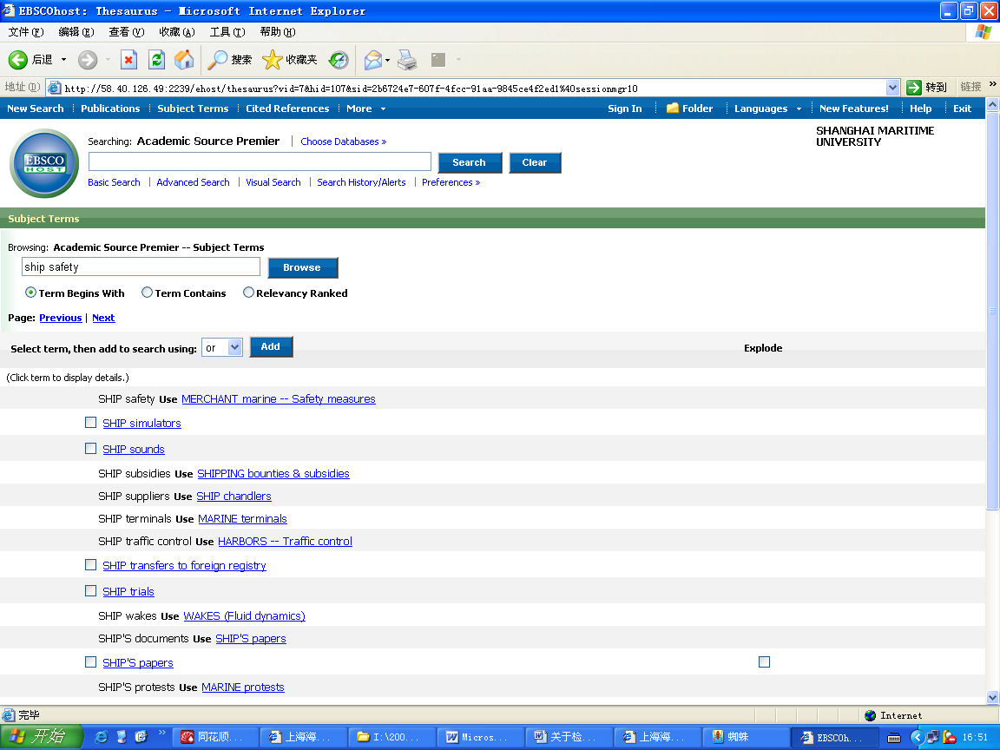 EBSCOhost: Thesaurus - Microsoft Internet Explorer
文件(F) 编辑(E) 查看(V) 收藏(A) 工具(T) 帮助(H)
后退 搜索 收藏夹
地址(D) http://58.40.126.49:2239/ehost/thesaurus?vid=7&hid=107&sid=2b6724e7-607f-4fcc-91aa-9845ce4f2ed1%40sessionmgr10 转到 链接 »
New Search Publications Subject Terms Cited References More Sign In Folder Languages New Features! Help Exit
EBSCO
HOST
Searching: Academic Source Premier Choose Databases »
SHANGHAI MARITIME
UNIVERSITY
Search Clear
Basic Search Advanced Search Visual Search Search History/Alerts Preferences »
Subject Terms
Browsing: Academic Source Premier -- Subject Terms
ship safety Browse
Term Begins With Term Contains Relevancy Ranked
Page: Previous | Next
Select term, then add to search using: or Add Explode
(Click term to display details.)
SHIP safety Use MERCHANT marine -- Safety measures
SHIP simulators
SHIP sounds
SHIP subsidies Use SHIPPING bounties & subsidies
SHIP suppliers Use SHIP chandlers
SHIP terminals Use MARINE terminals
SHIP traffic control Use HARBORS -- Traffic control
SHIP transfers to foreign registry
SHIP trials
SHIP wakes Use WAKES (Fluid dynamics)
SHIP'S documents Use SHIP'S papers
SHIP'S papers
SHIP'S protests Use MARINE protests
完毕 Internet
开始 » 同花顺... 上海海... I:\200... Micros... 关于检... 上海海... 蜘蛛 EBSCOh... 16:51